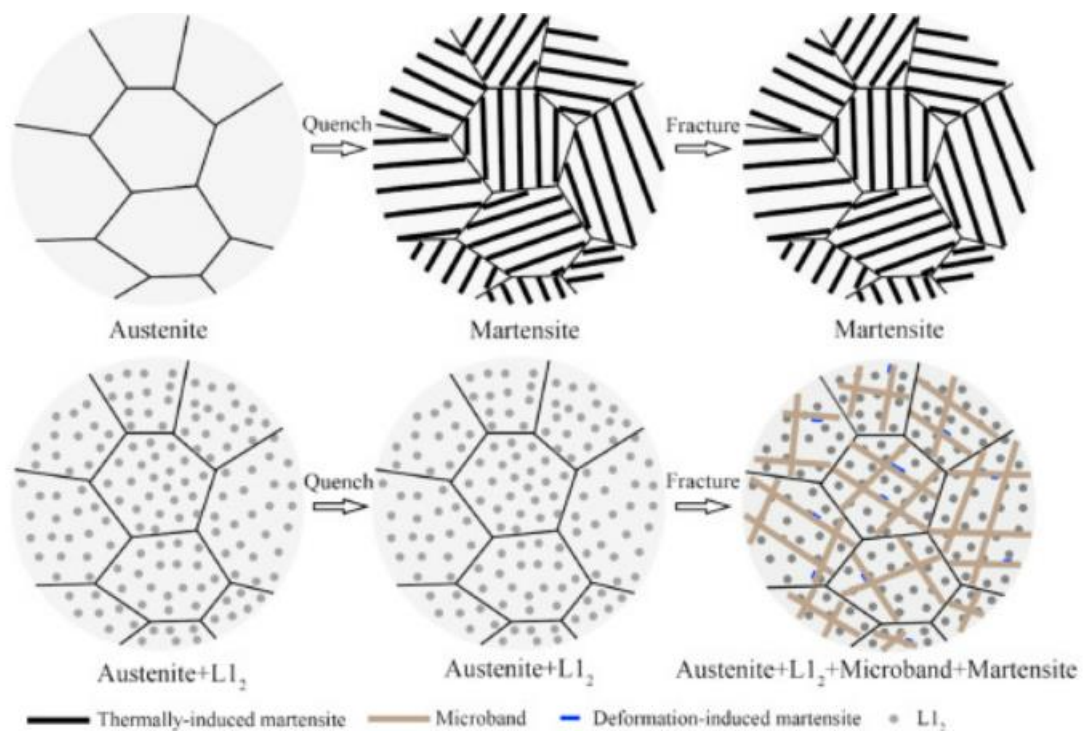 Quench
Fracture
Austenite
Martensite
Martensite
Quench
Fracture
Austenite+L1₂
Austenite+L1₂
Austenite+L1₂+Microband+Martensite
Thermally-induced martensite
Microband
Deformation-induced martensite
L1₂